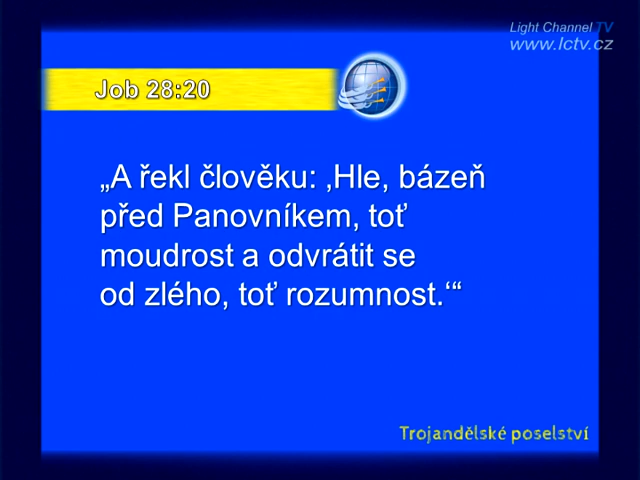 Light Channel TV
www.lctv.cz
Job 28:20
„A řekl člověku: ‚Hle, bázeň
před Panovníkem, toť
moudrost a odvrátit se
od zlého, toť rozumnost.‘“
Trojandělské poselství